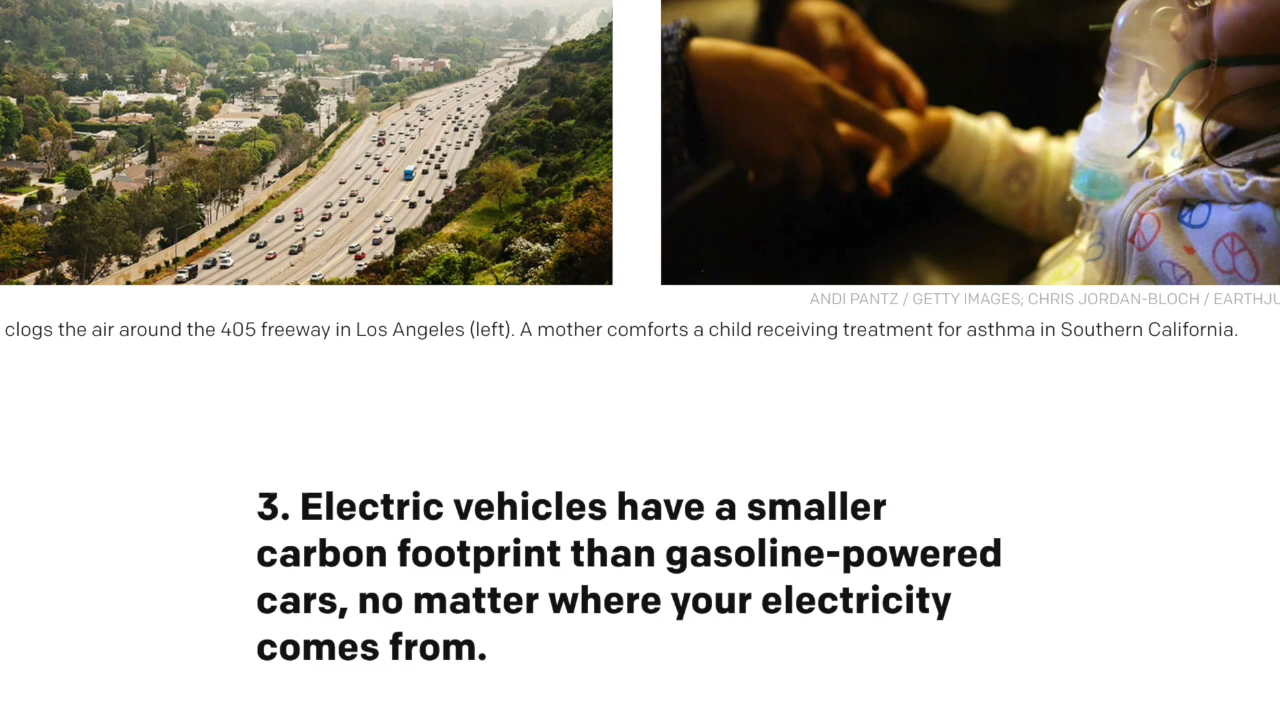 ANDI PANTZ / GETTY IMAGES; CHRIS JORDAN-BLOCH /
clogs the air around the 405 freeway in Los Angeles (left). A mother comforts a child receiving treatment for asthma in Southern California.
3. Electric vehicles have a smaller
carbon footprint than gasoline-powered
cars, no matter where your electricity
comes from.